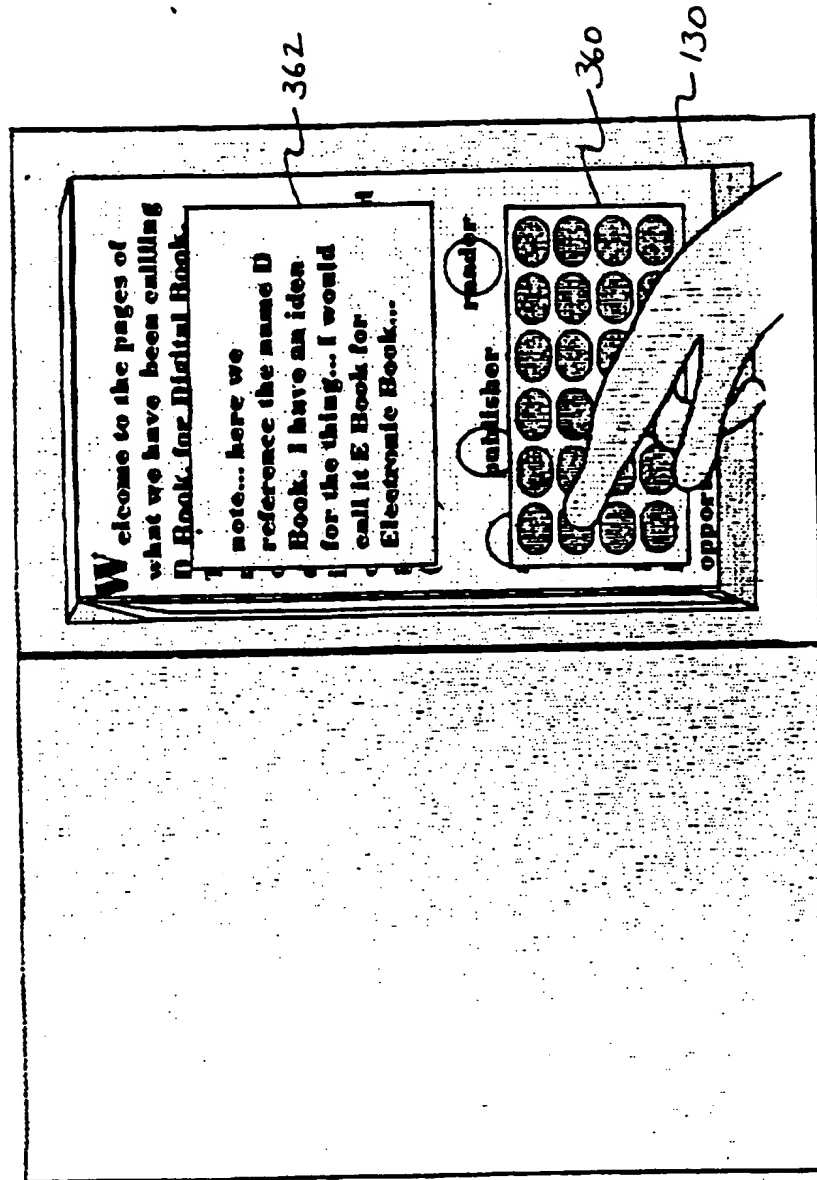 Welcome to the pages of
what we have been callling
D Book, for Digital Book.
note... here we
reference the name D
Book. I have an idea
for the thing... I would
call it E Book for
Electronic Book...
publisher reader
oppor
362
360
130